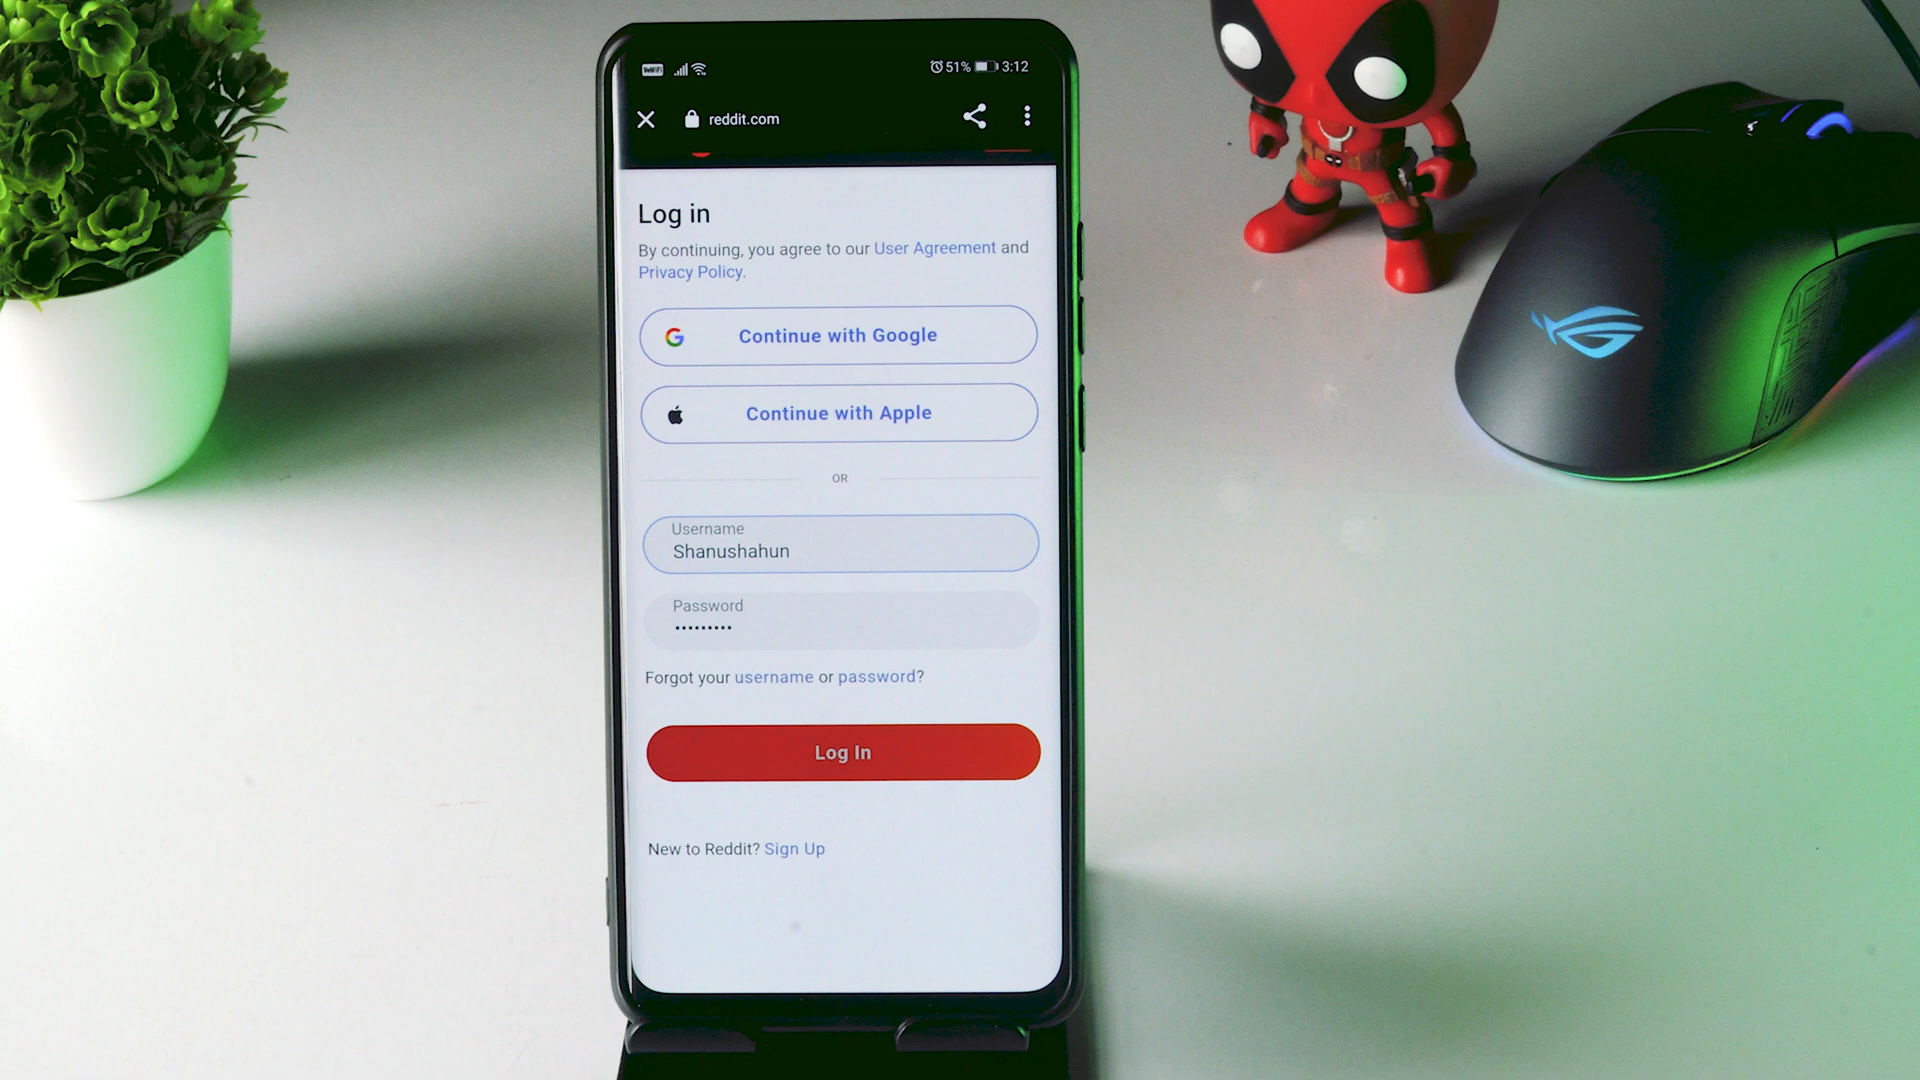 VoWiFi 51% 3:12
reddit.com
Log in
By continuing, you agree to our User Agreement and
Privacy Policy.
Continue with Google
Continue with Apple
OR
Username
Shanushahun
Password
•••••••••
Forgot your username or password?
Log In
New to Reddit? Sign Up